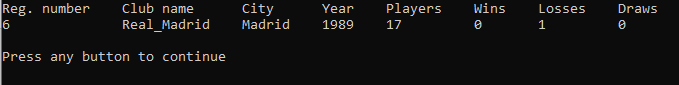 Reg. number    Club name      City      Year    Players    Wins    Losses    Draws
6              Real_Madrid    Madrid    1989    17         0       1         0
Press any button to continue